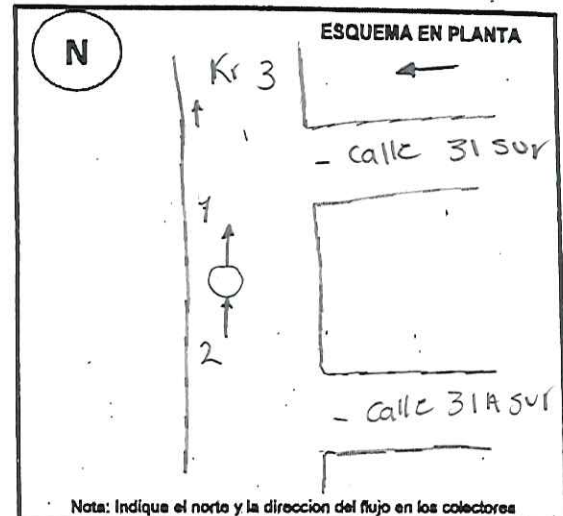 ESQUEMA EN PLANTA
N
Kr 3
- Calle 31 sur
1
2
- Calle 31A sur
Nota: Indique el norte y la direccion del flujo en los colectores